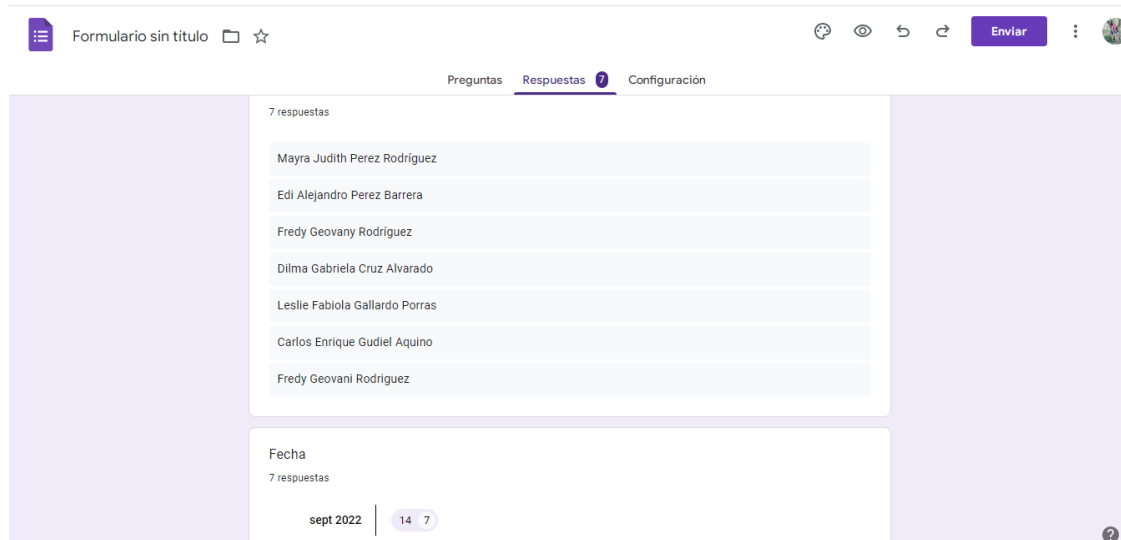 Formulario sin título
Enviar
Preguntas Respuestas 7 Configuración
7 respuestas
Mayra Judith Perez Rodríguez
Edi Alejandro Perez Barrera
Fredy Geovany Rodríguez
Dilma Gabriela Cruz Alvarado
Leslie Fabiola Gallardo Porras
Carlos Enrique Gudiel Aquino
Fredy Geovani Rodriguez
Fecha
7 respuestas
sept 2022 14 7